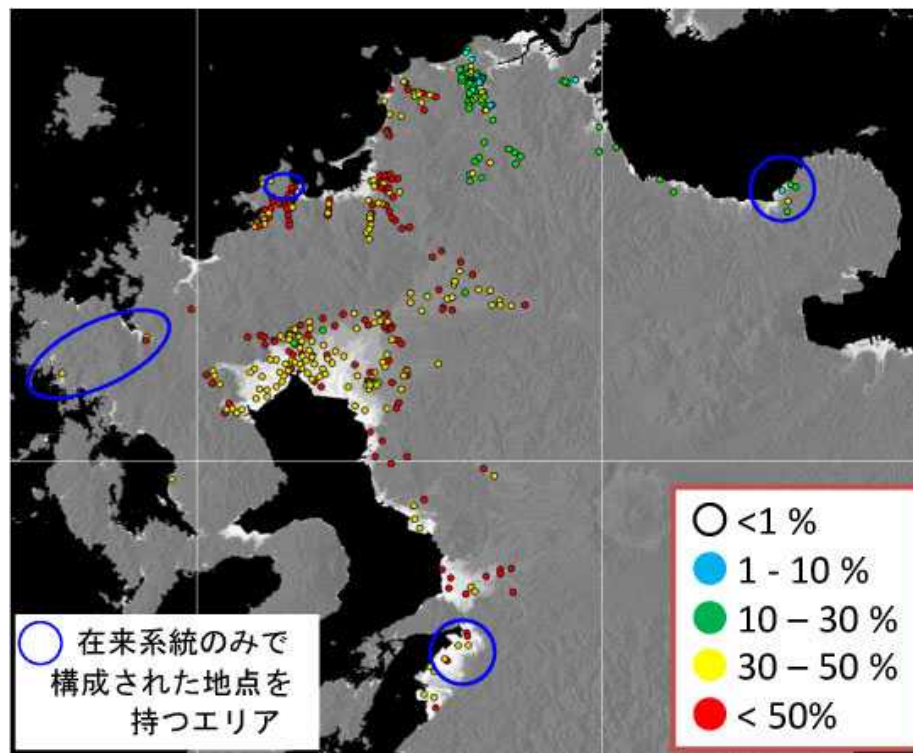 <1 %
1 - 10 %
10 – 30 %
30 – 50 %
< 50%
在来系統のみで
構成された地点を
持つエリア